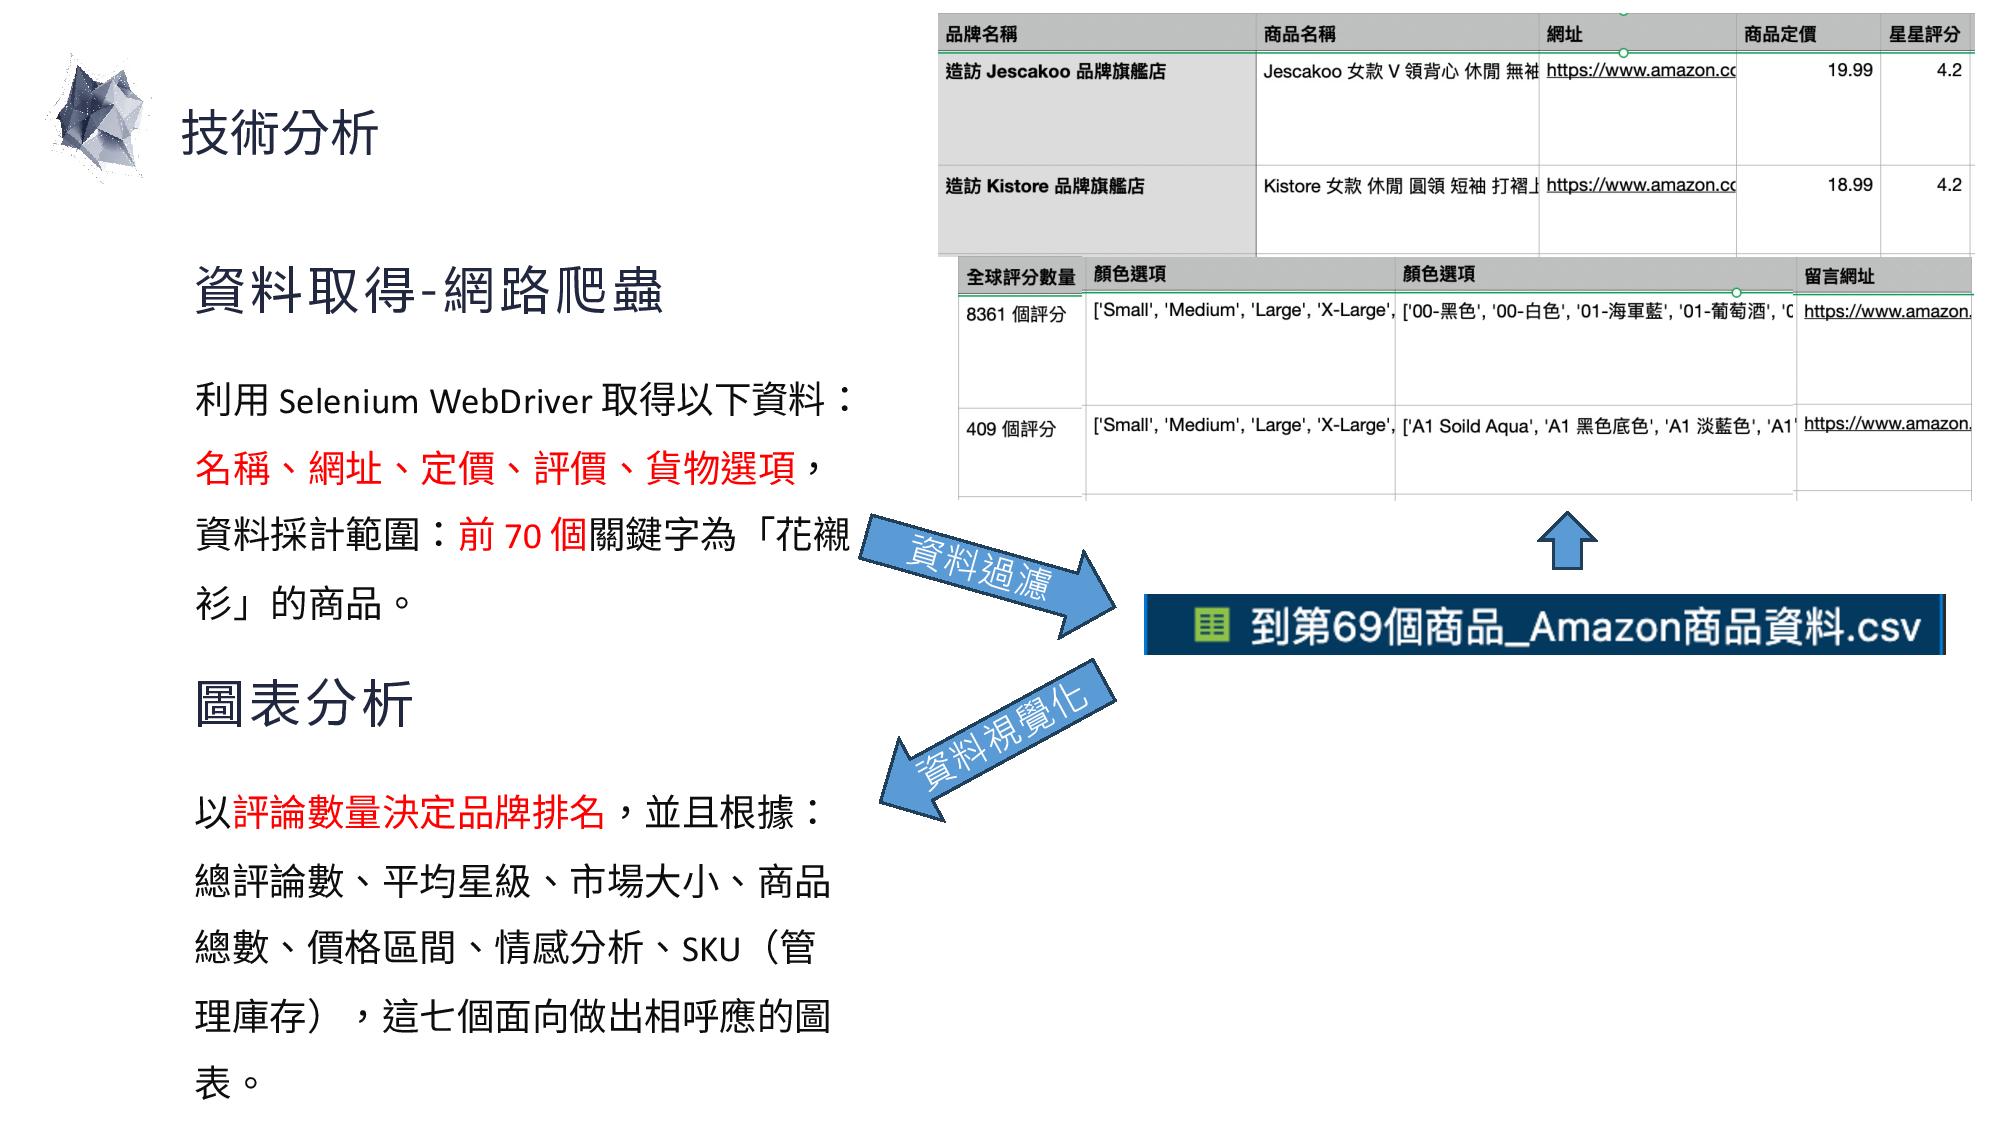 技術分析
資料取得-網路爬蟲
利用 Selenium WebDriver 取得以下資料：
名稱、網址、定價、評價、貨物選項，
資料採計範圍：前 70 個關鍵字為「花襯
衫」的商品。
圖表分析
以評論數量決定品牌排名，並且根據：
總評論數、平均星級、市場大小、商品
總數、價格區間、情感分析、SKU（管
理庫存），這七個面向做出相呼應的圖
表。
品牌名稱 商品名稱 網址 商品定價 星星評分
造訪 Jescakoo 品牌旗艦店 Jescakoo 女款 V 領背心 休閒 無袖 https://www.amazon.co 19.99 4.2
造訪 Kistore 品牌旗艦店 Kistore 女款 休閒 圓領 短袖 打褶上 https://www.amazon.co 18.99 4.2
全球評分數量 顏色選項 顏色選項 留言網址
8361 個評分 ['Small', 'Medium', 'Large', 'X-Large', ['00-黑色', '00-白色', '01-海軍藍', '01-葡萄酒', '0 https://www.amazon.
409 個評分 ['Small', 'Medium', 'Large', 'X-Large', ['A1 Soild Aqua', 'A1 黑色底色', 'A1 淡藍色', 'A1' https://www.amazon.
資料過濾
到第69個商品_Amazon商品資料.csv
資料視覺化